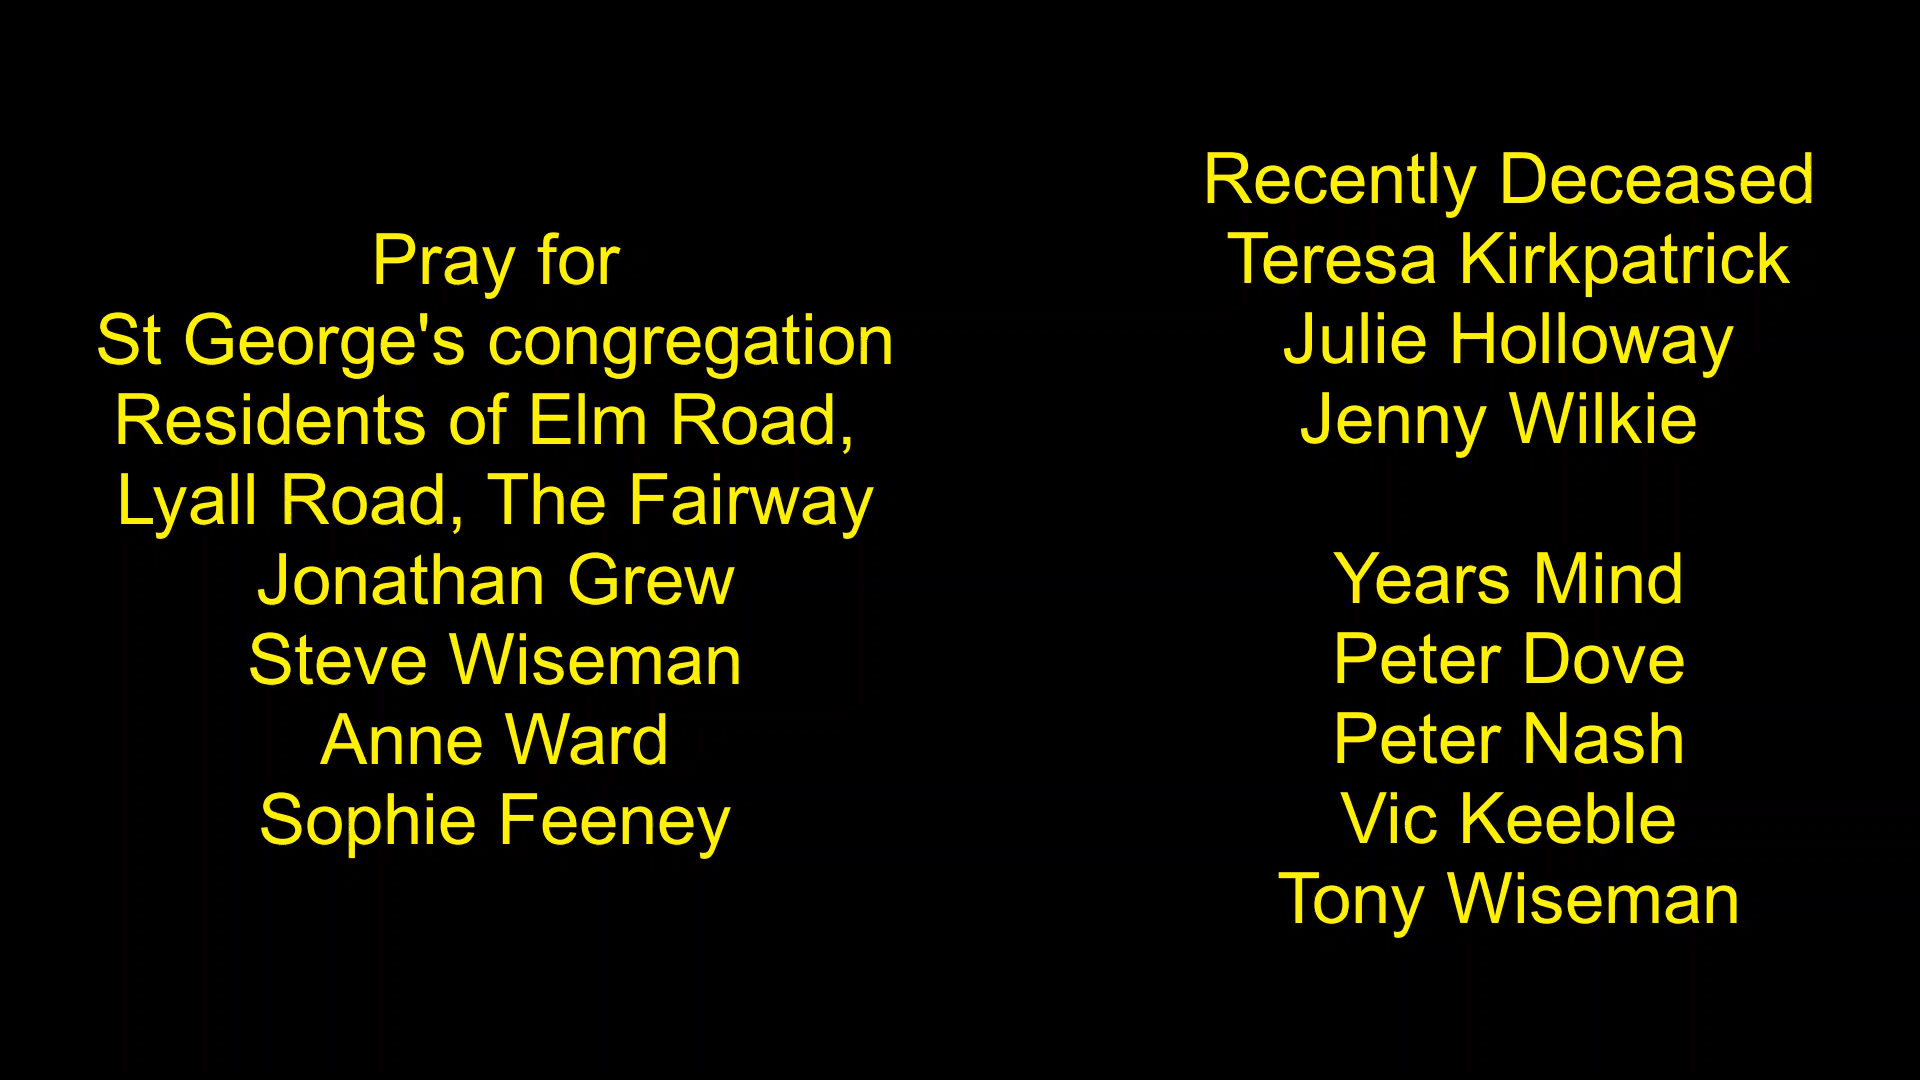 Pray for
St George's congregation
Residents of Elm Road,
Lyall Road, The Fairway
Jonathan Grew
Steve Wiseman
Anne Ward
Sophie Feeney
Recently Deceased
Teresa Kirkpatrick
Julie Holloway
Jenny Wilkie
Years Mind
Peter Dove
Peter Nash
Vic Keeble
Tony Wiseman